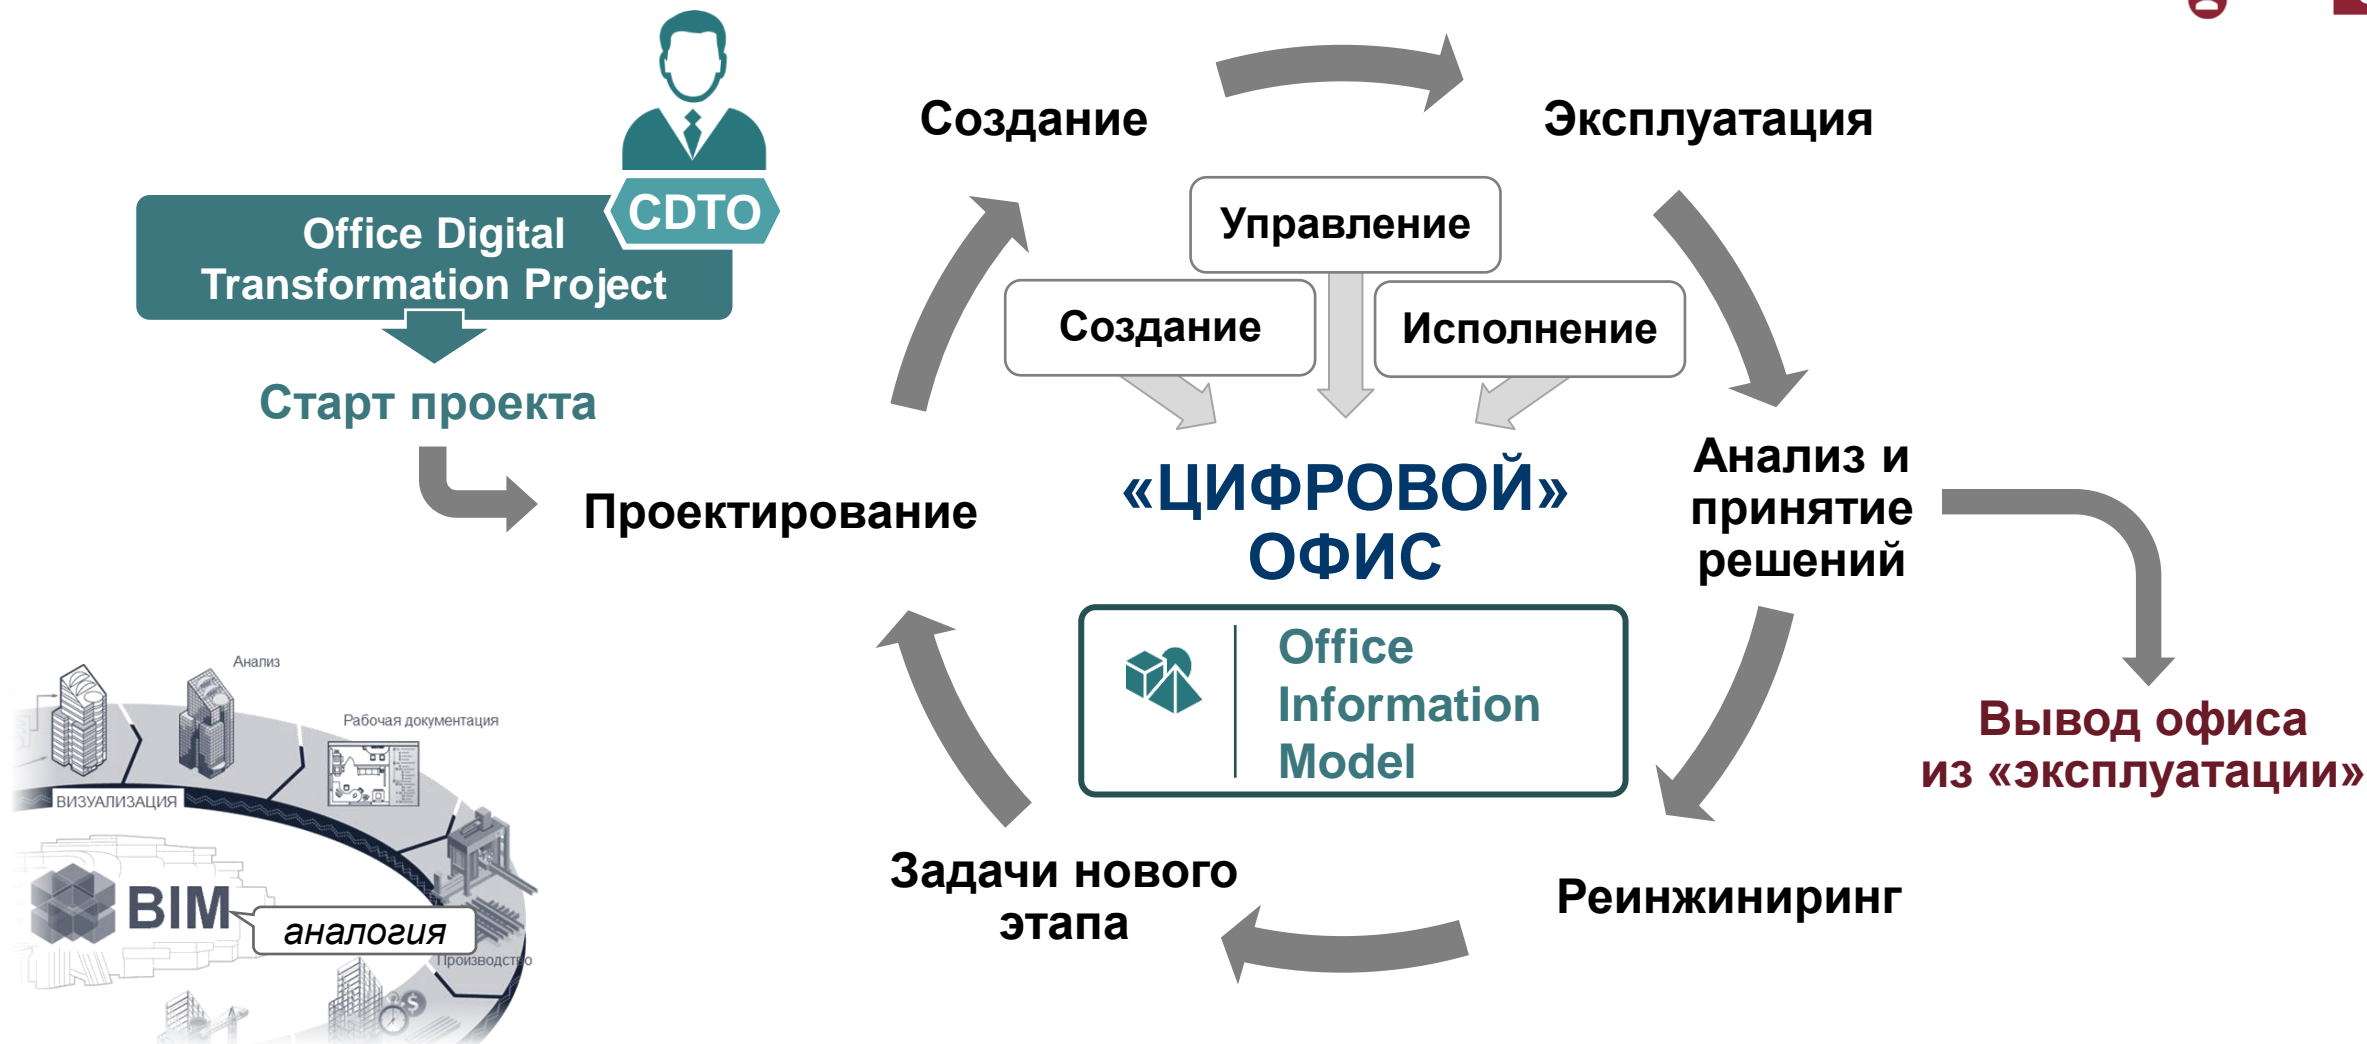 CDTO
Office Digital
Transformation Project
Старт проекта
Проектирование
Создание
Эксплуатация
Управление
Создание
Исполнение
«ЦИФРОВОЙ»
ОФИС
Office
Information
Model
Анализ и
принятие
решений
Вывод офиса
из «эксплуатации»
Реинжиниринг
Задачи нового
этапа
Анализ
Рабочая документация
ВИЗУАЛИЗАЦИЯ
BIM
аналогия
Производство
$